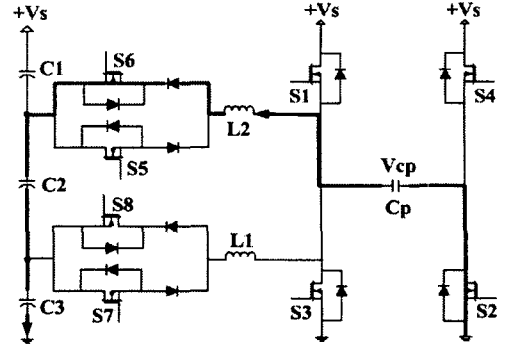 +Vs +Vs +Vs
C1 S6 S1 S4
L2
C2 S5 Vcp
Cp
S8
L1
C3 S7 S3 S2